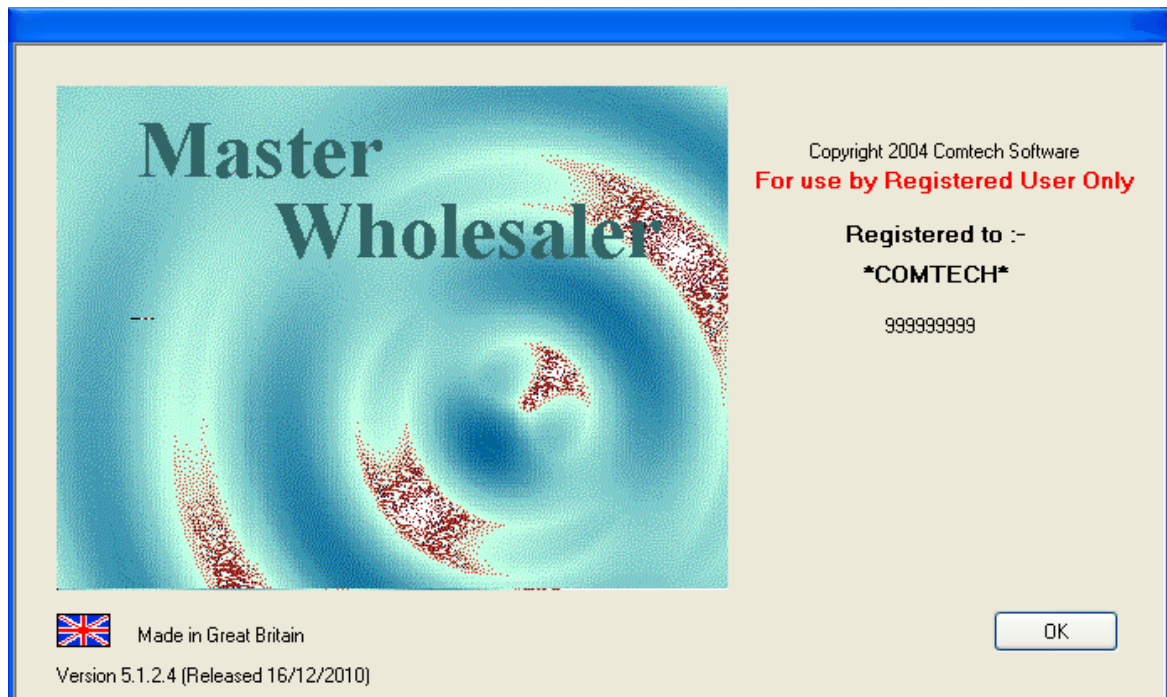 Master
Wholesaler
Copyright 2004 Comtech Software
For use by Registered User Only
Registered to :-
*COMTECH*
999999999
Made in Great Britain
OK
Version 5.1.2.4 (Released 16/12/2010)